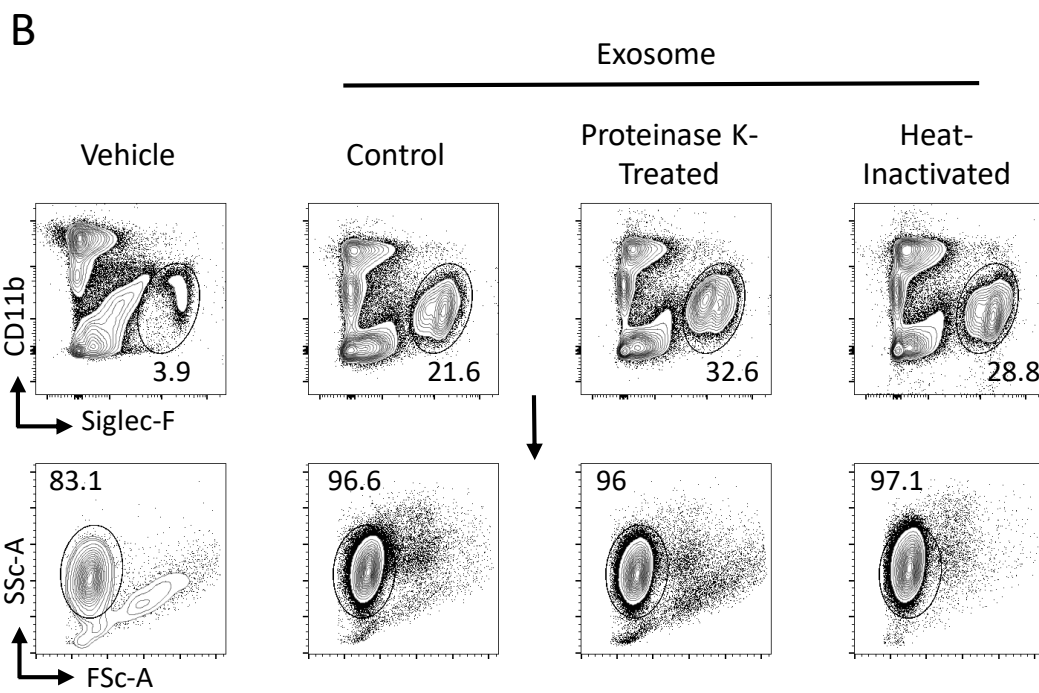 B
Exosome
Vehicle
Control
Proteinase K-
Treated
Heat-
Inactivated
CD11b
3.9
21.6
32.6
28.8
Siglec-F
83.1
96.6
96
97.1
SSc-A
FSc-A